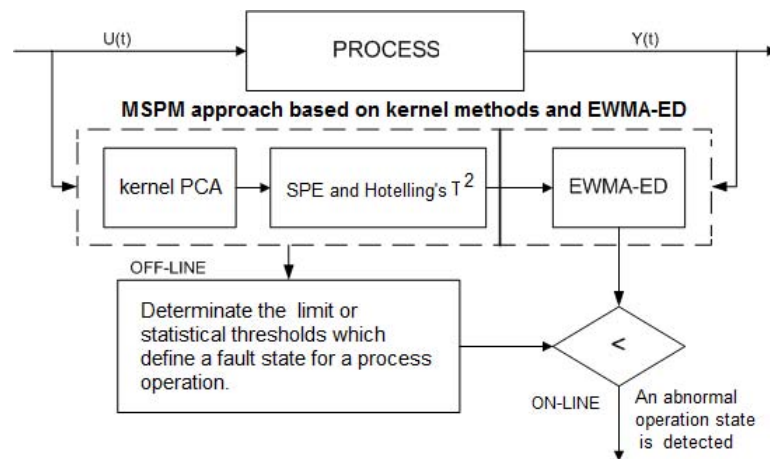 U(t)
PROCESS
Y(t)
MSPM approach based on kernel methods and EWMA-ED
kernel PCA
SPE and Hotelling's T²
EWMA-ED
OFF-LINE
Determinate the limit or
statistical thresholds which
define a fault state for a process
operation.
<
ON-LINE
An abnormal
operation state
is detected